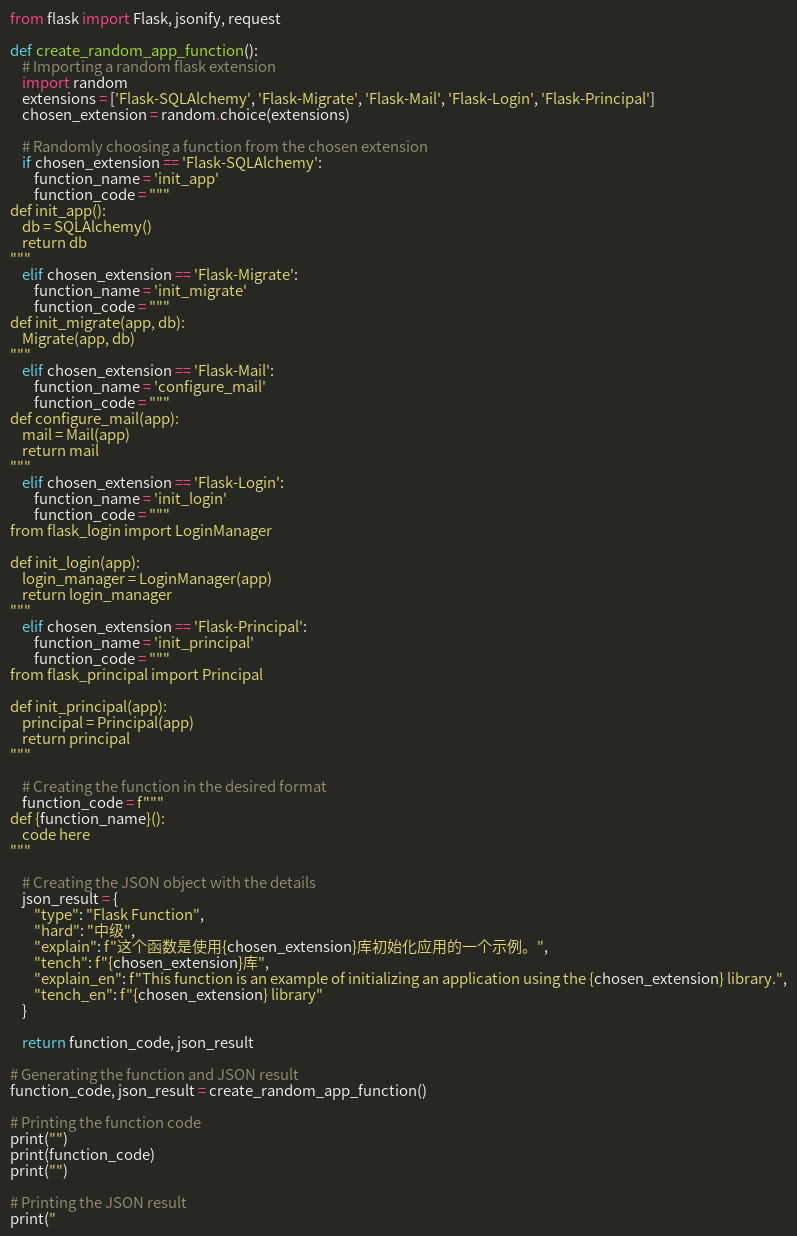 from flask import Flask, jsonify, request

def create_random_app_function():
    # Importing a random flask extension
    import random
    extensions = ['Flask-SQLAlchemy', 'Flask-Migrate', 'Flask-Mail', 'Flask-Login', 'Flask-Principal']
    chosen_extension = random.choice(extensions)

    # Randomly choosing a function from the chosen extension
    if chosen_extension == 'Flask-SQLAlchemy':
        function_name = 'init_app'
        function_code = """
def init_app():
    db = SQLAlchemy()
    return db
"""
    elif chosen_extension == 'Flask-Migrate':
        function_name = 'init_migrate'
        function_code = """
def init_migrate(app, db):
    Migrate(app, db)
"""
    elif chosen_extension == 'Flask-Mail':
        function_name = 'configure_mail'
        function_code = """
def configure_mail(app):
    mail = Mail(app)
    return mail
"""
    elif chosen_extension == 'Flask-Login':
        function_name = 'init_login'
        function_code = """
from flask_login import LoginManager

def init_login(app):
    login_manager = LoginManager(app)
    return login_manager
"""
    elif chosen_extension == 'Flask-Principal':
        function_name = 'init_principal'
        function_code = """
from flask_principal import Principal

def init_principal(app):
    principal = Principal(app)
    return principal
"""

    # Creating the function in the desired format
    function_code = f"""
def {function_name}():
    code here
"""

    # Creating the JSON object with the details
    json_result = {
        "type": "Flask Function",
        "hard": "中级",
        "explain": f"这个函数是使用{chosen_extension}库初始化应用的一个示例。",
        "tench": f"{chosen_extension}库",
        "explain_en": f"This function is an example of initializing an application using the {chosen_extension} library.",
        "tench_en": f"{chosen_extension} library"
    }

    return function_code, json_result

# Generating the function and JSON result
function_code, json_result = create_random_app_function()

# Printing the function code
print("")
print(function_code)
print("")

# Printing the JSON result
print("